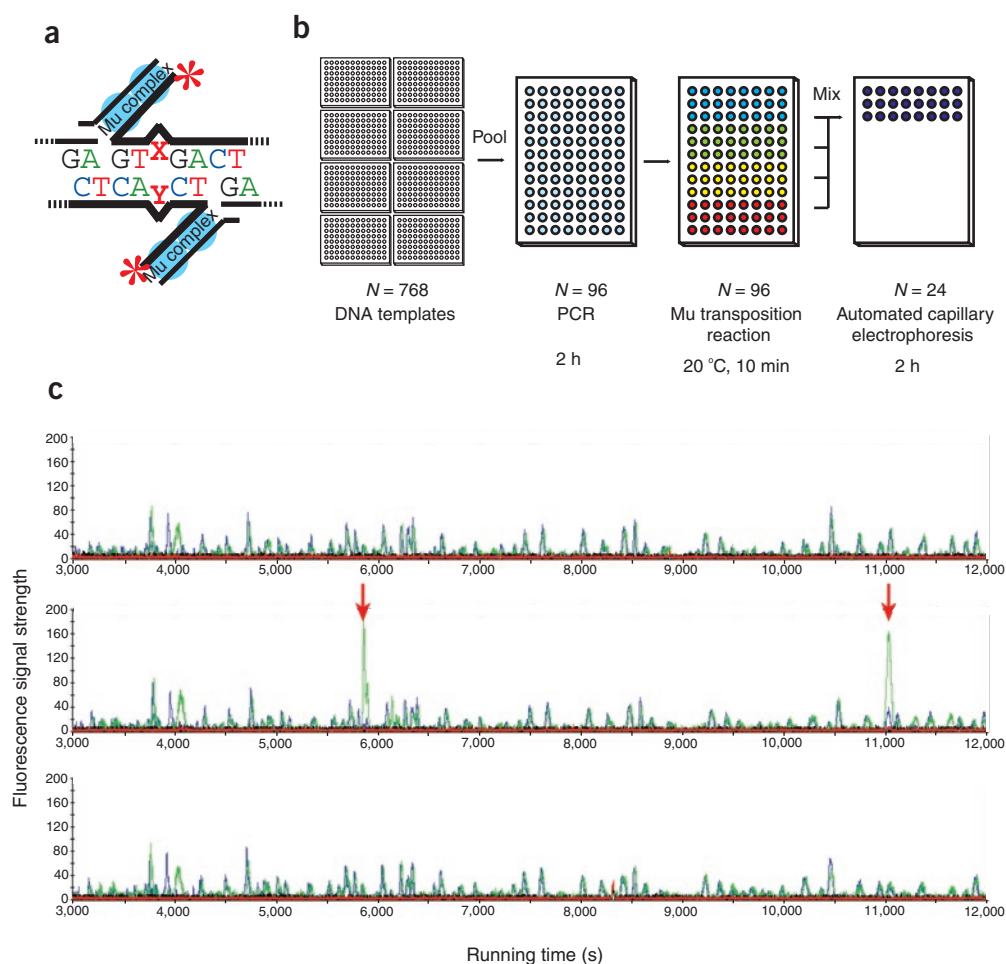 a
Mu complex
*
GA GTXGACT
CTCAYCT GA
*
Mu complex
b
Pool
Mix
N = 768
DNA templates
N = 96
PCR
2 h
N = 96
Mu transposition
reaction
20 °C, 10 min
N = 24
Automated capillary
electrophoresis
2 h
c
Fluorescence signal strength
200
160
120
80
40
0
3,000 4,000 5,000 6,000 7,000 8,000 9,000 10,000 11,000 12,000
200
160
120
80
40
0
3,000 4,000 5,000 6,000 7,000 8,000 9,000 10,000 11,000 12,000
200
160
120
80
40
0
3,000 4,000 5,000 6,000 7,000 8,000 9,000 10,000 11,000 12,000
Running time (s)